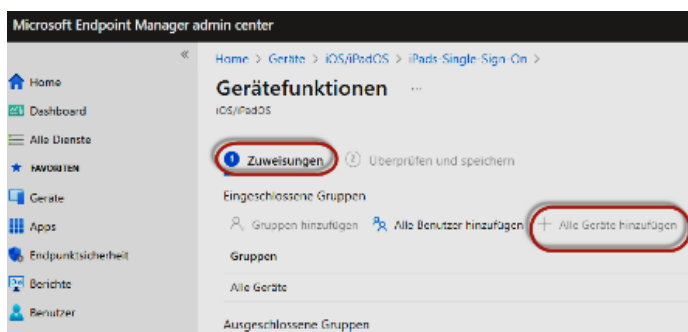 Microsoft Endpoint Manager admin center
«
Home > Geräte > iOS/iPadOS > iPads-Single-Sign-On >
Home
Gerätefunktionen ...
Dashboard
iOS/iPadOS
Alle Dienste
FAVORITEN
1 Zuweisungen 2 Überprüfen und speichern
Geräte
Eingeschlossene Gruppen
Apps
Gruppen hinzufügen Alle Benutzer hinzufügen + Alle Geräte hinzufügen
Endpunktsicherheit
Gruppen
Berichte
Alle Geräte
Benutzer
Ausgeschlossene Gruppen